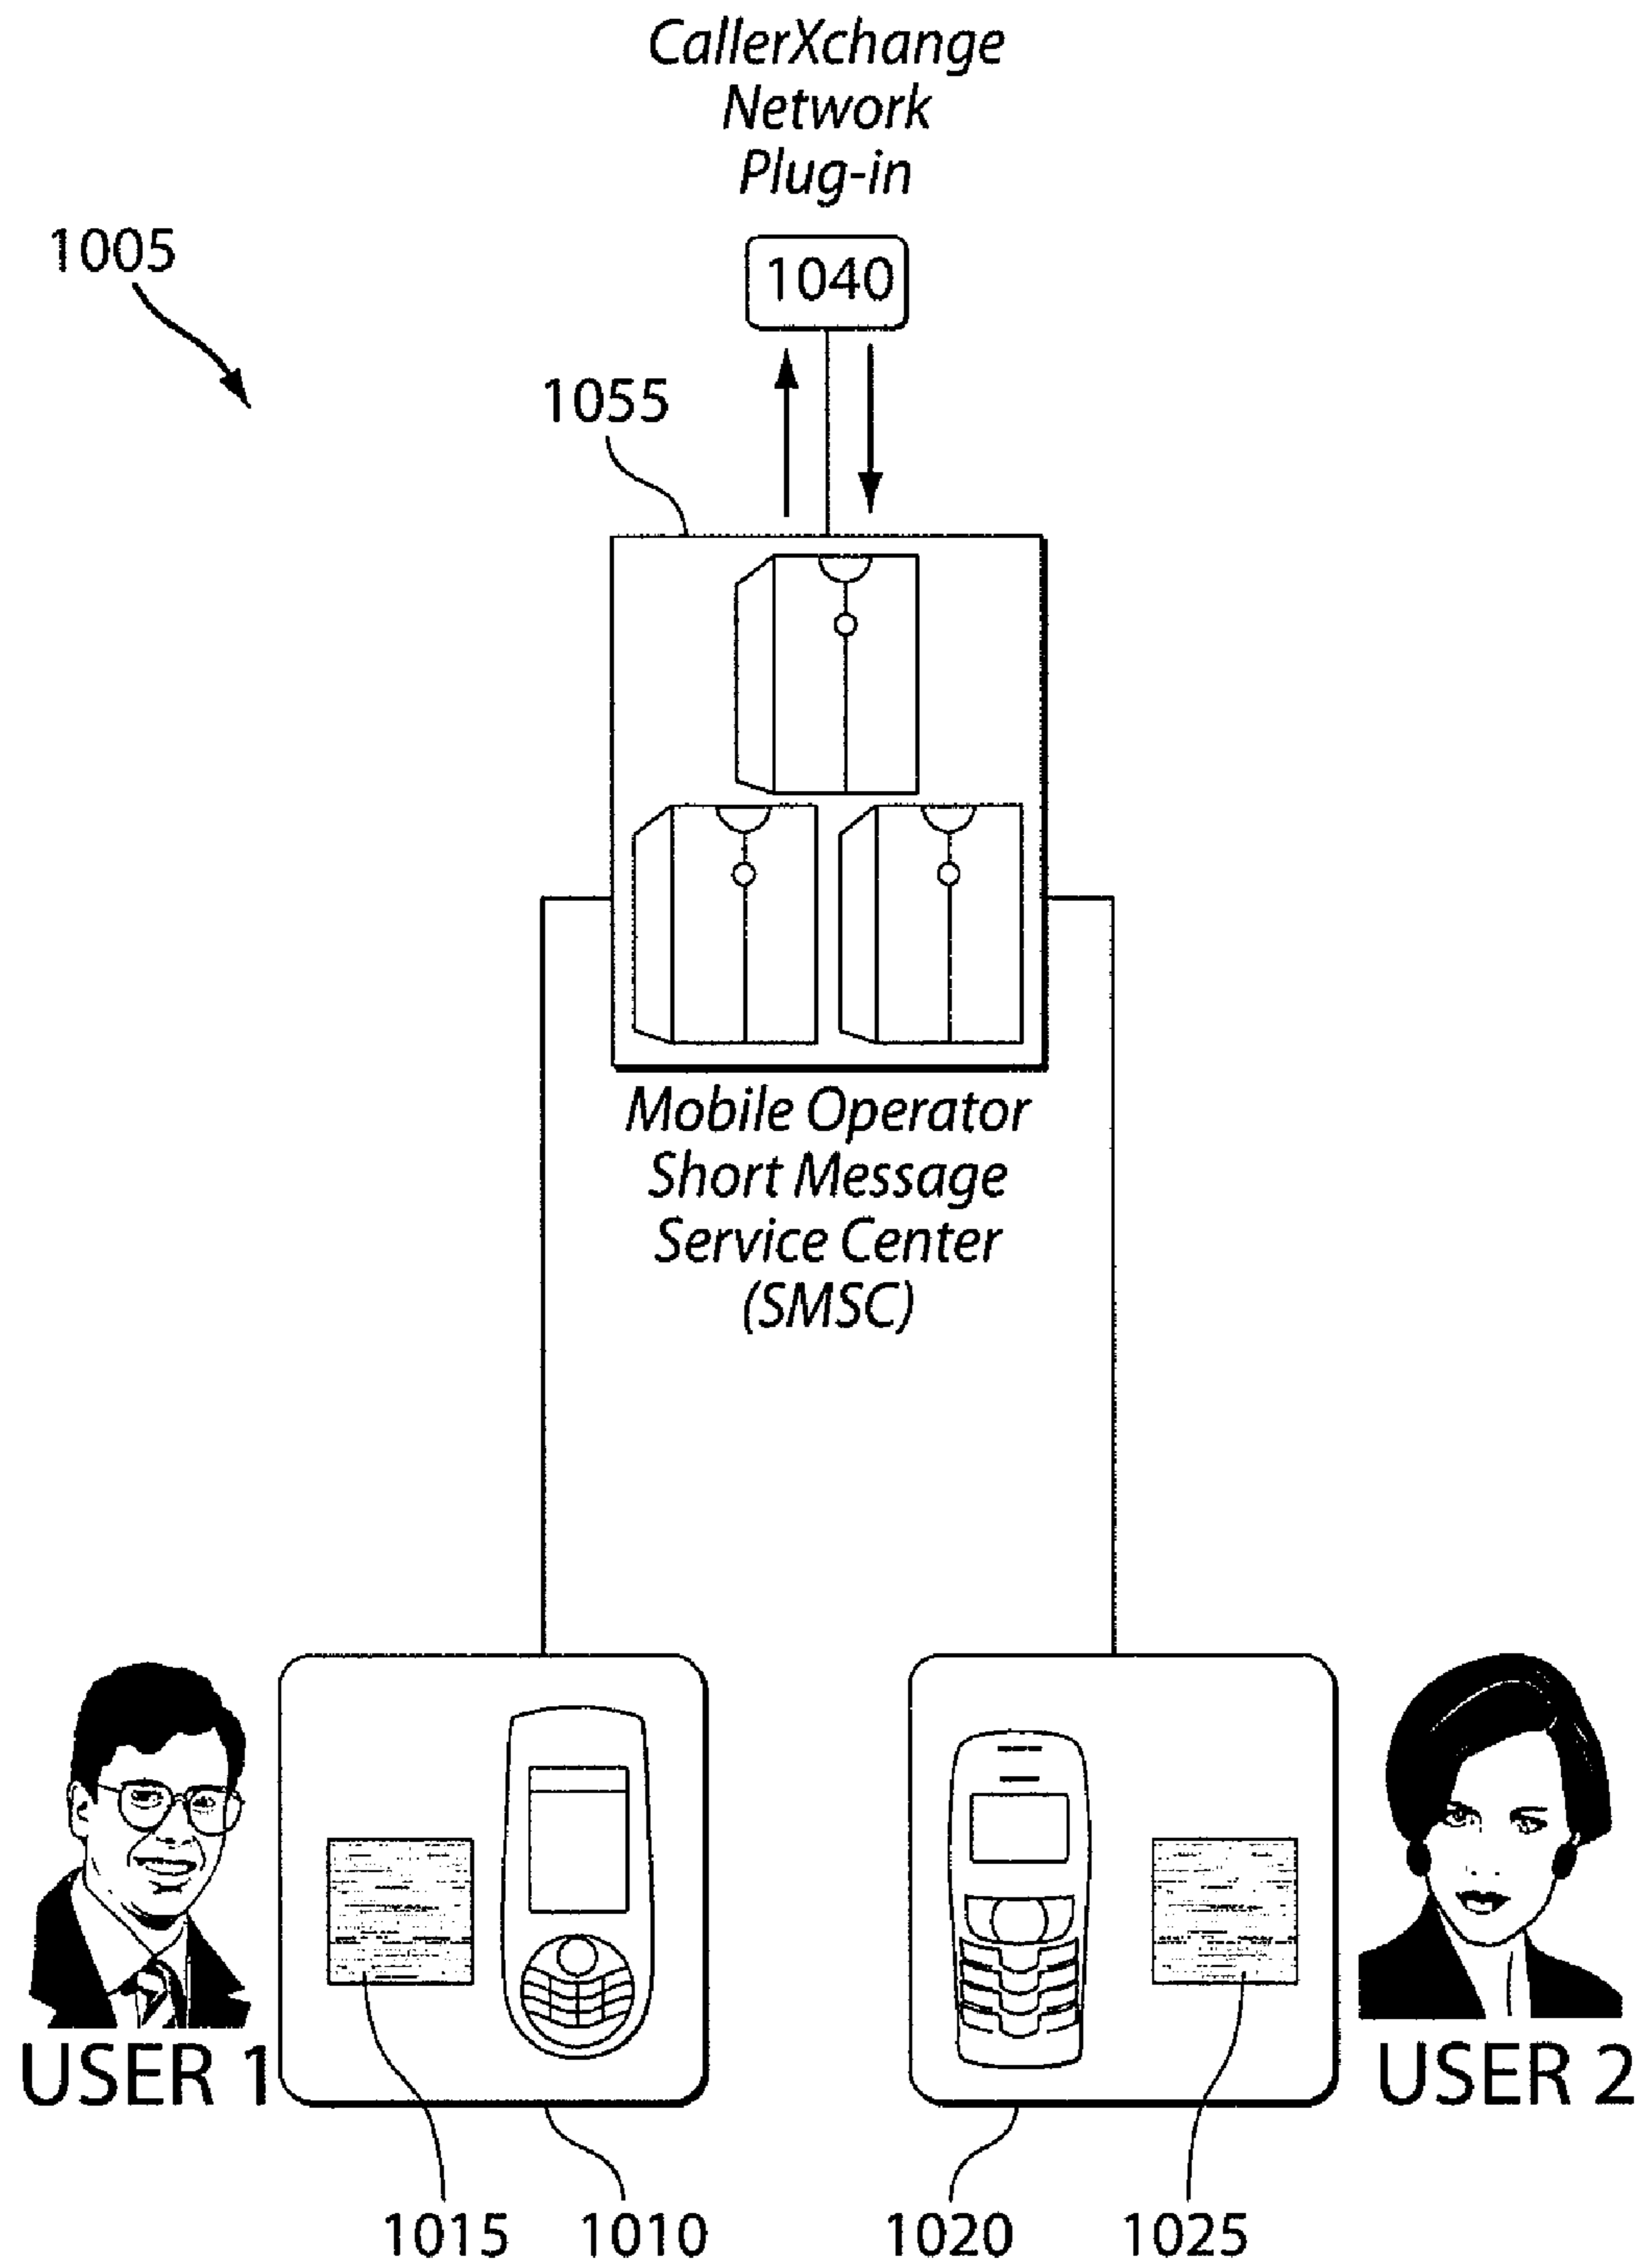 CallerXchange
Network
Plug-in
1005
1040
1055
Mobile Operator
Short Message
Service Center
(SMSC)
USER 1
USER 2
1015
1010
1020
1025